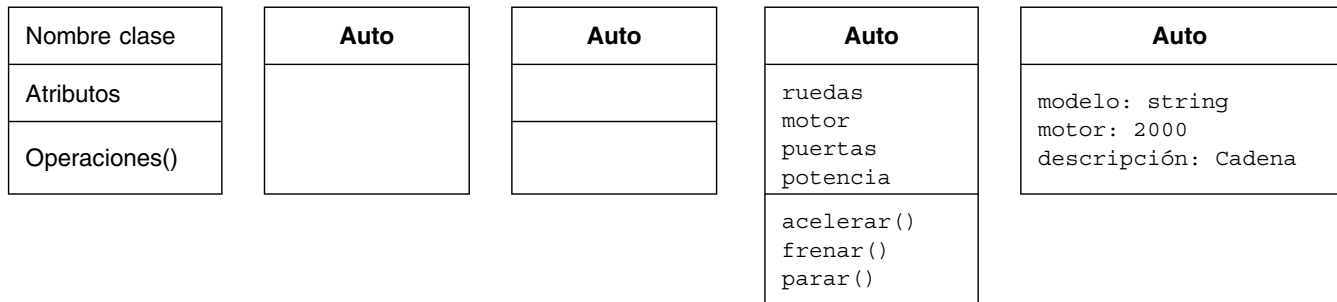 Nombre clase
Atributos
Operaciones()
Auto
Auto
Auto
ruedas
motor
puertas
potencia
acelerar()
frenar()
parar()
Auto
modelo: string
motor: 2000
descripción: Cadena